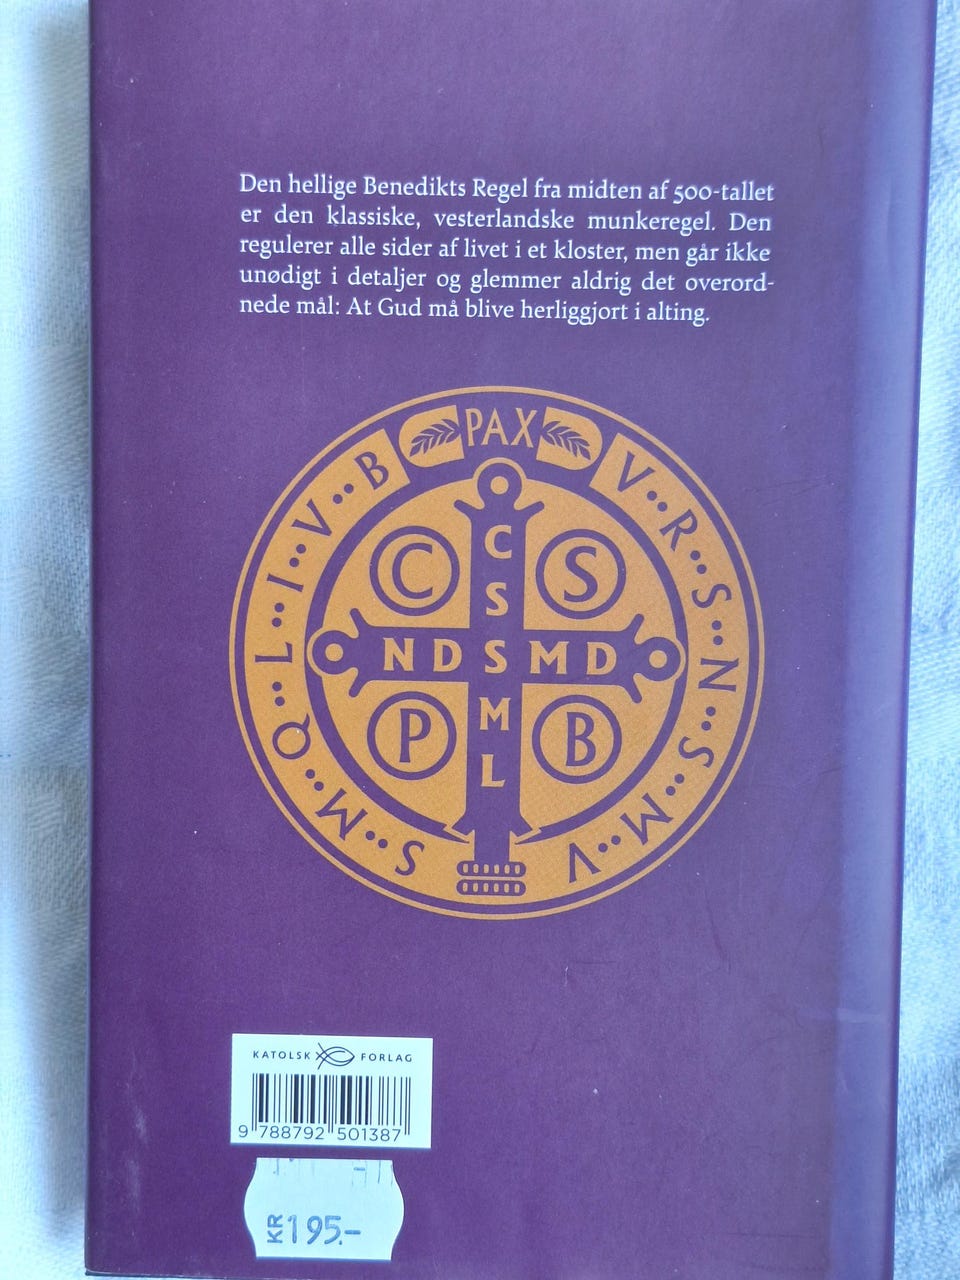 Den hellige Benedikts Regel fra midten af 500-tallet
er den klassiske, vesterlandske munkeregel. Den
regulerer alle sider af livet i et kloster, men går ikke
unødigt i detaljer og glemmer aldrig det overord-
nede mål: At Gud må blive herliggjort i alting.
PAX
V··R··S··N··S··M··V
S··M··Q··L··I··V··B
C S
P B
C
S
S
M
L
NDSMD
KATOLSK FORLAG
9 788792 501387
KR 195.-